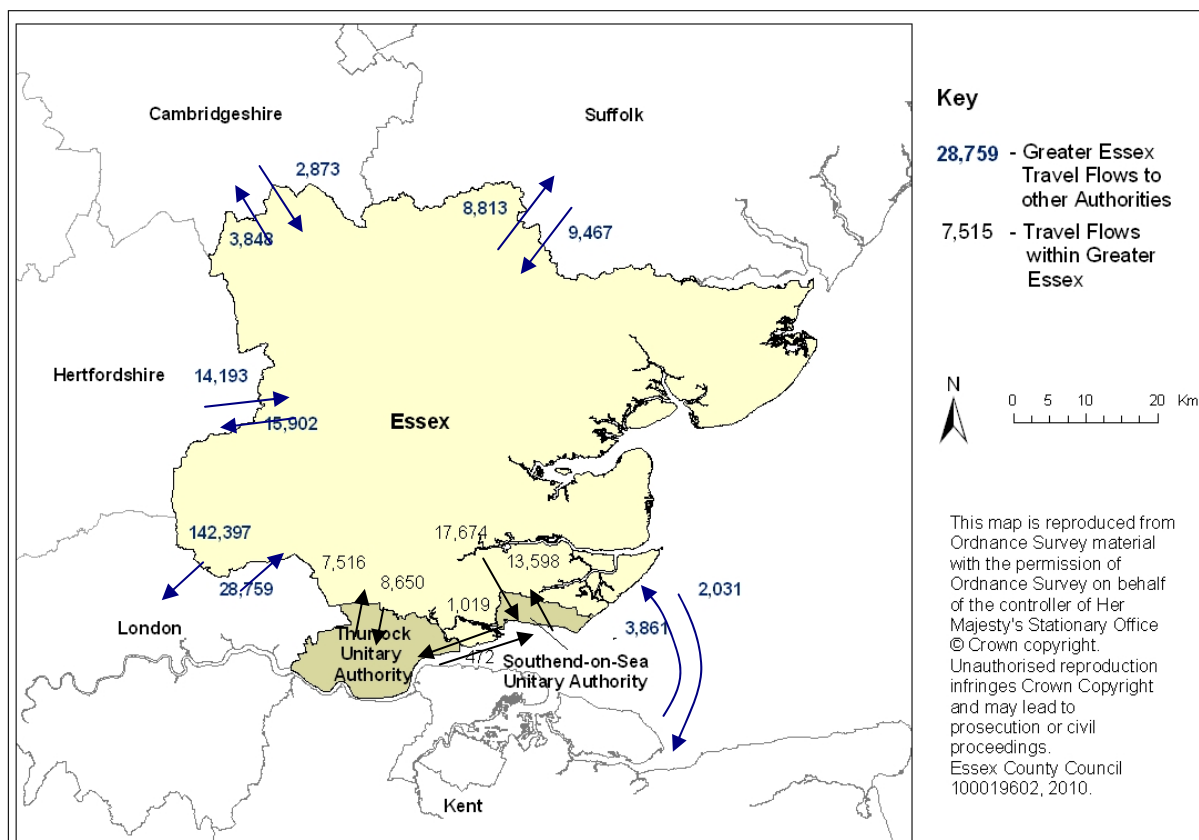 Cambridgeshire
Suffolk
2,873
3,848
8,813
9,467
Hertfordshire
14,193
15,902
Essex
142,397
28,759
London
17,674
7,516
13,598
8,650
1,019
2,031
3,861
472
Thurrock
Unitary
Authority
Southend-on-Sea
Unitary Authority
Kent
Key
28,759 - Greater Essex
Travel Flows to
other Authorities
7,515 - Travel Flows
within Greater
Essex
N
0 5 10 20 Km
This map is reproduced from
Ordnance Survey material
with the permission of
Ordnance Survey on behalf
of the controller of Her
Majesty's Stationary Office
© Crown copyright.
Unauthorised reproduction
infringes Crown Copyright
and may lead to
prosecution or civil
proceedings.
Essex County Council
100019602, 2010.